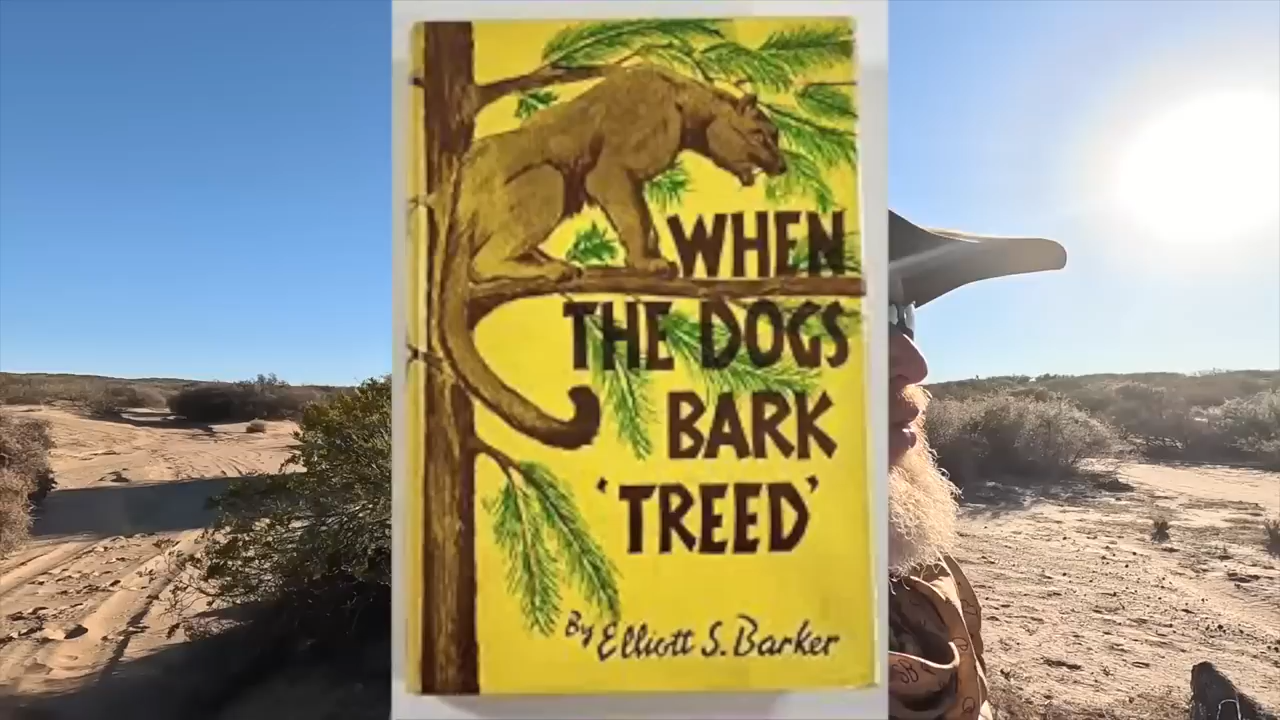 WHEN
THE DOGS
BARK
'TREED'
By Elliott S. Barker